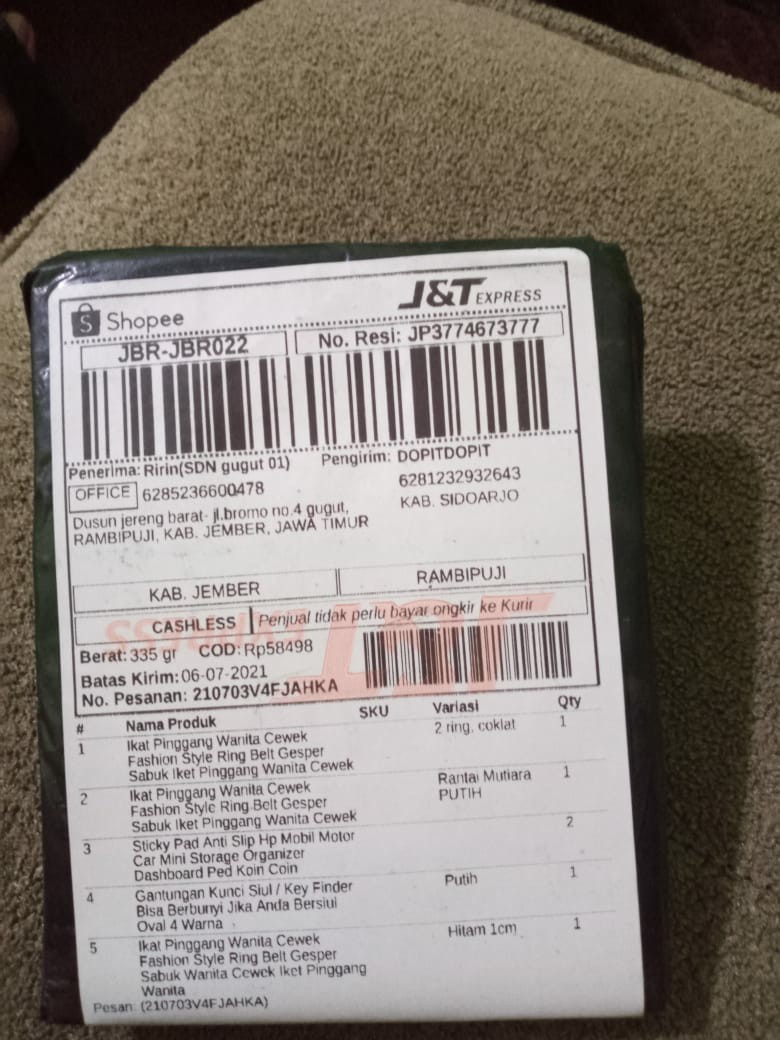 Shopee
J&T EXPRESS
JBR-JBR022
No. Resi: JP3774673777
Penerima: Ririn(SDN gugut 01)
Pengirim: DOPITDOPIT
OFFICE 6285236600478
6281232932643
KAB. SIDOARJO
Dusun jereng barat- jl.bromo no.4 gugut,
RAMBIPUJI, KAB. JEMBER, JAWA TIMUR
KAB. JEMBER
RAMBIPUJI
CASHLESS Penjual tidak perlu bayar ongkir ke Kurir
Berat: 335 gr COD: Rp58498
Batas Kirim: 06-07-2021
No. Pesanan: 210703V4FJAHKA
J&T EXPRESS
# Nama Produk SKU Variasi Qty
1 Ikat Pinggang Wanita Cewek 2 ring, coklat 1
Fashion Style Ring Belt Gesper
Sabuk Iket Pinggang Wanita Cewek
2 Ikat Pinggang Wanita Cewek Rantai Mutiara 1
Fashion Style Ring Belt Gesper PUTIH
Sabuk Iket Pinggang Wanita Cewek
3 Sticky Pad Anti Slip Hp Mobil Motor 2
Car Mini Storage Organizer
Dashboard Ped Koin Coin
4 Gantungan Kunci Siul / Key Finder Putih 1
Bisa Berbunyi Jika Anda Bersiul
Oval 4 Warna
5 Ikat Pinggang Wanita Cewek Hitam 1cm 1
Fashion Style Ring Belt Gesper
Sabuk Wanita Cewek Iket Pinggang
Wanita
Pesan: (210703V4FJAHKA)